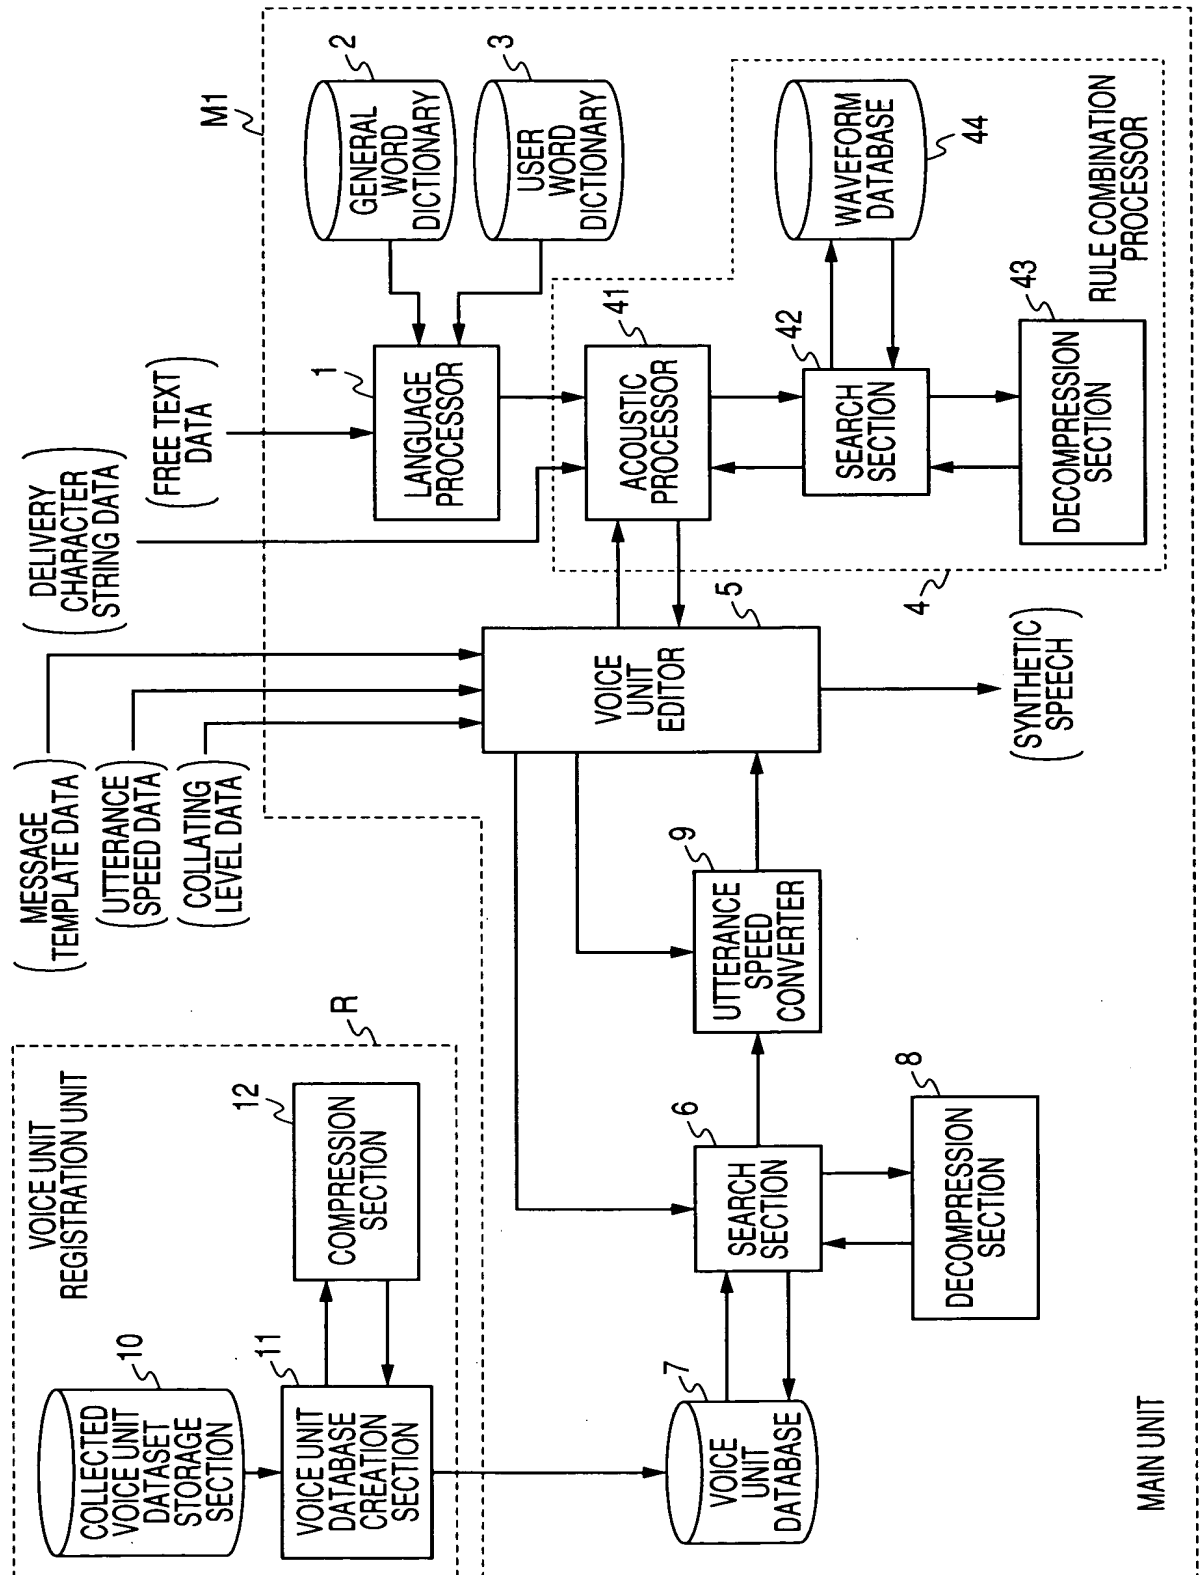 VOICE UNIT
REGISTRATION UNIT
R
COLLECTED
VOICE UNIT
DATASET
STORAGE
SECTION
10
VOICE UNIT
DATABASE
CREATION
SECTION
11
COMPRESSION
SECTION
12
MESSAGE
TEMPLATE DATA
UTTERANCE
SPEED DATA
COLLATING
LEVEL DATA
DELIVERY
CHARACTER
STRING DATA
FREE TEXT
DATA
M1
LANGUAGE
PROCESSOR
1
GENERAL
WORD
DICTIONARY
2
USER
WORD
DICTIONARY
3
ACOUSTIC
PROCESSOR
41
SEARCH
SECTION
42
WAVEFORM
DATABASE
44
DECOMPRESSION
SECTION
43
RULE COMBINATION
PROCESSOR
4
VOICE
UNIT
EDITOR
5
SYNTHETIC
SPEECH
UTTERANCE
SPEED
CONVERTER
9
SEARCH
SECTION
6
DECOMPRESSION
SECTION
8
VOICE
UNIT
DATABASE
7
MAIN UNIT